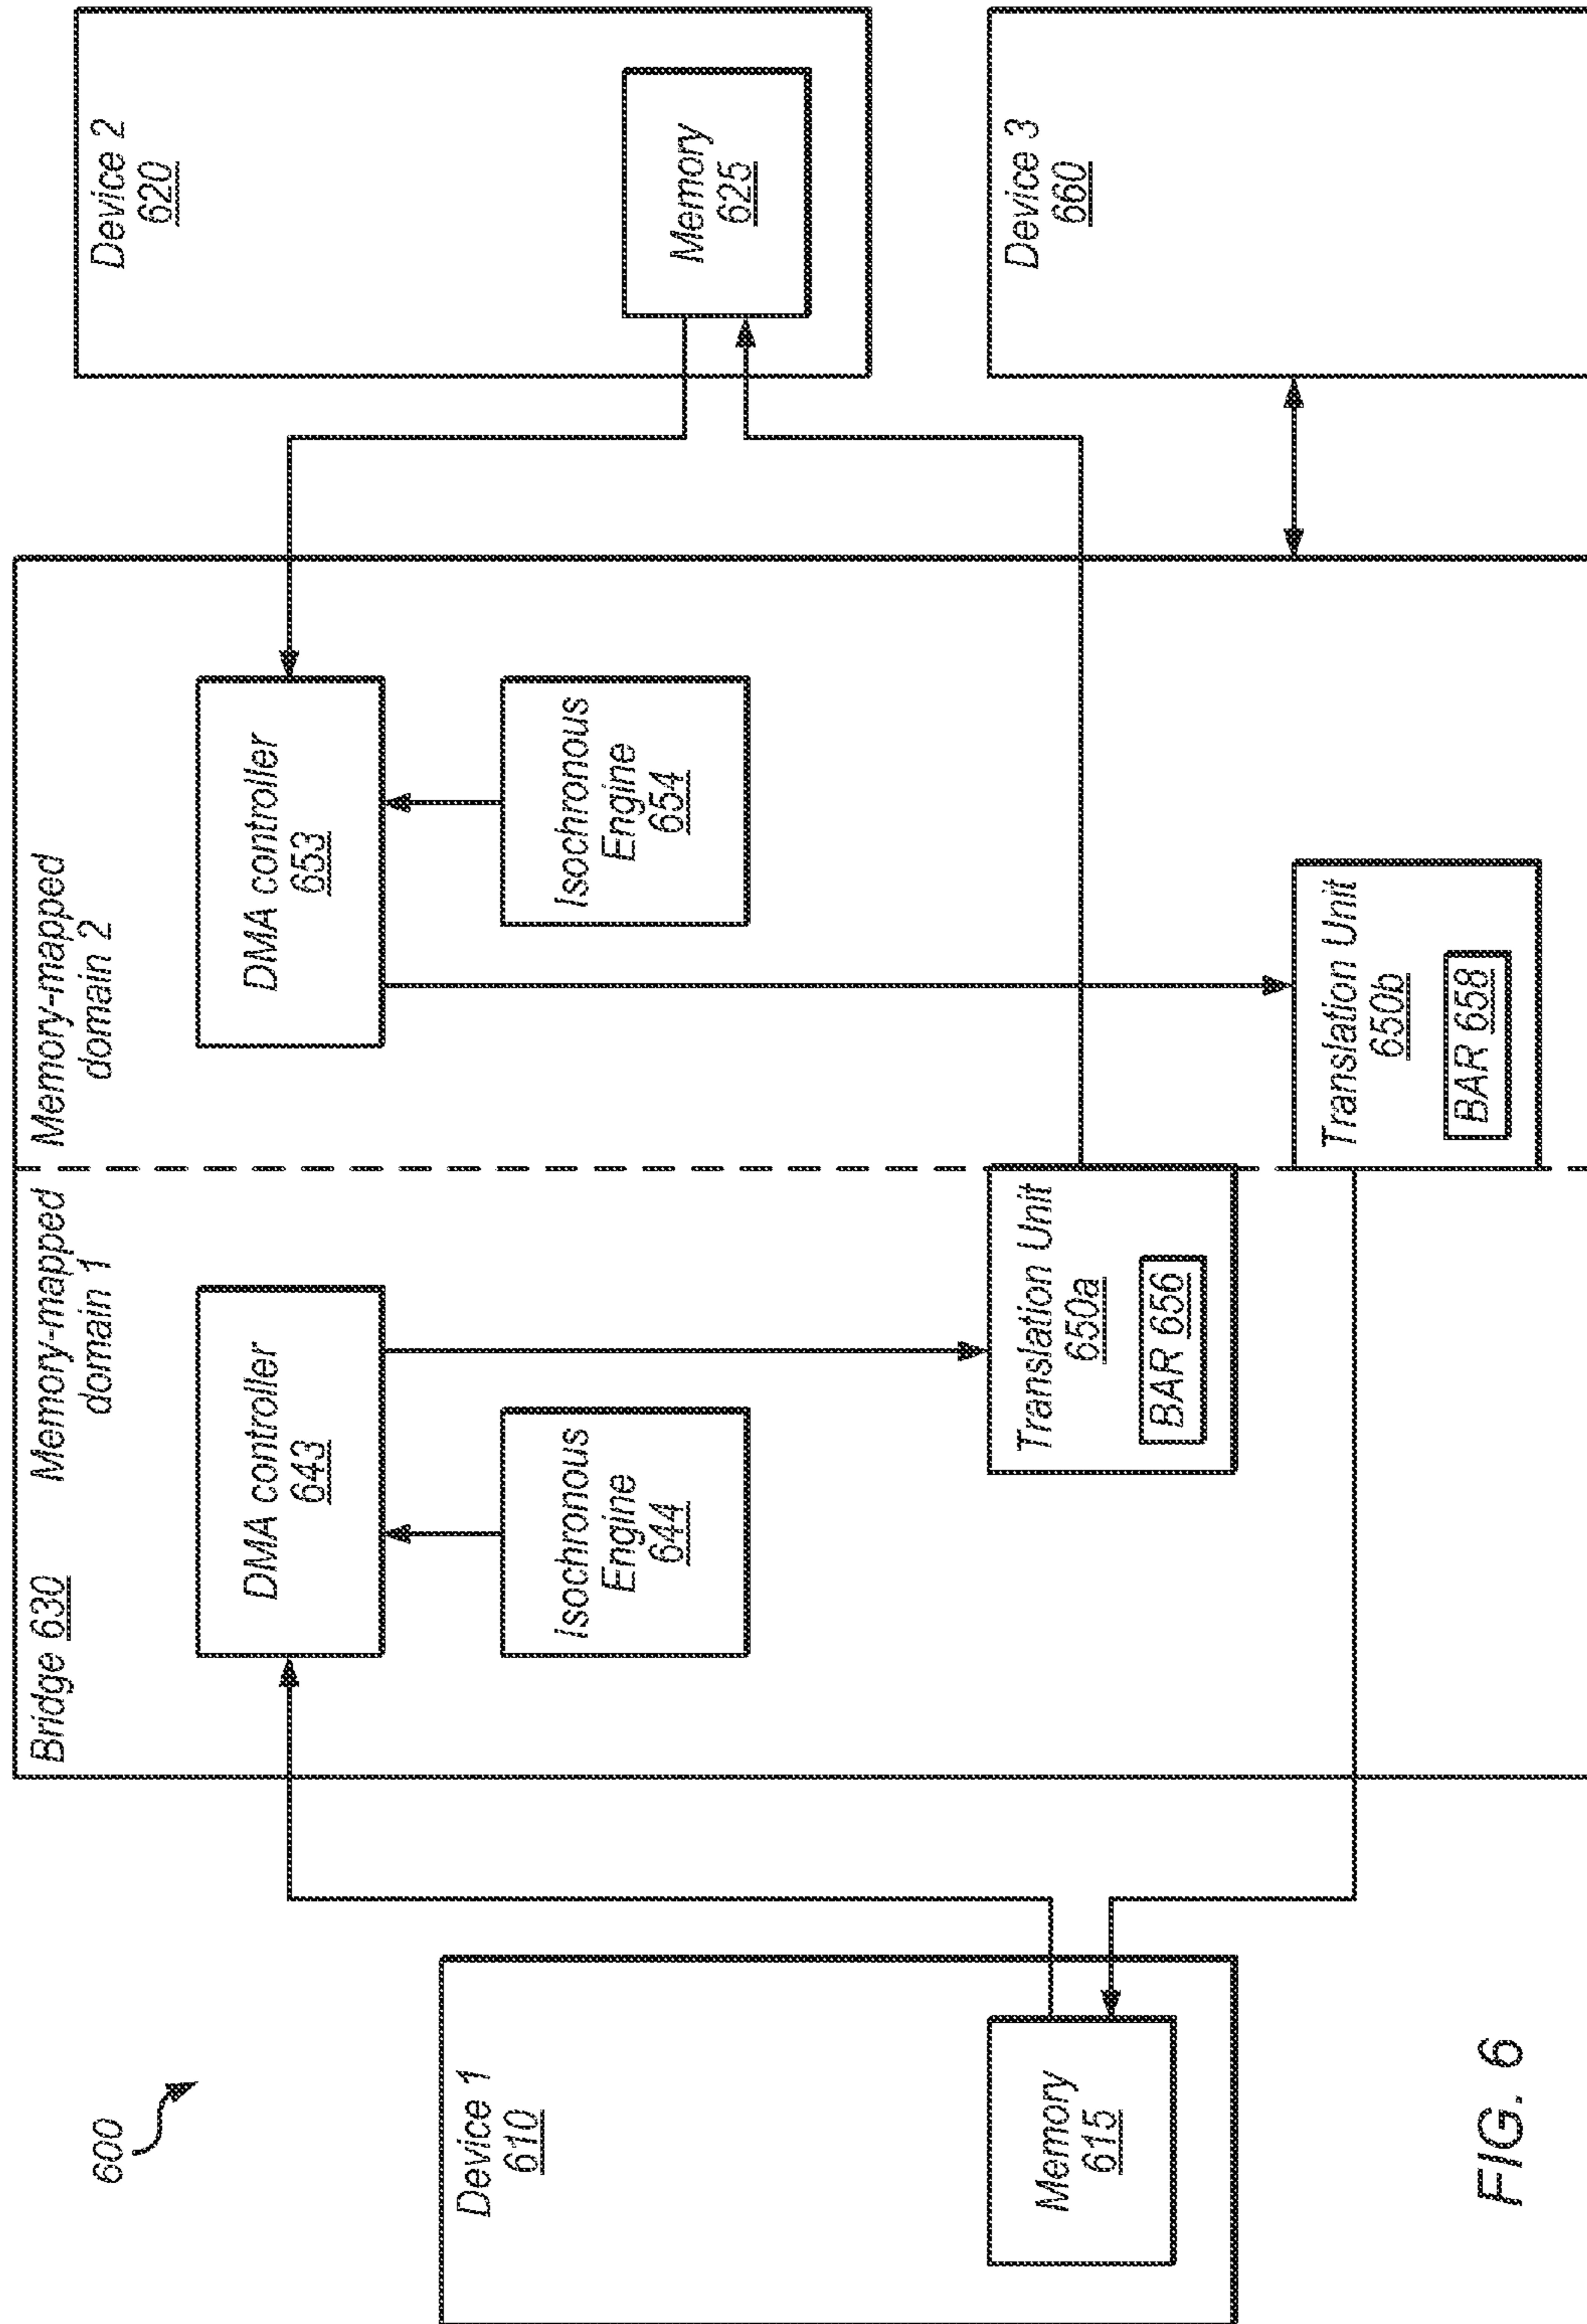 600
Device 1
610
Memory
615
Bridge 630
Memory-mapped
domain 1
DMA controller
643
Isochronous
Engine
644
Translation Unit
650a
BAR 656
Memory-mapped
domain 2
DMA controller
653
Isochronous
Engine
654
Translation Unit
650b
BAR 658
Device 2
620
Memory
625
Device 3
660
FIG. 6